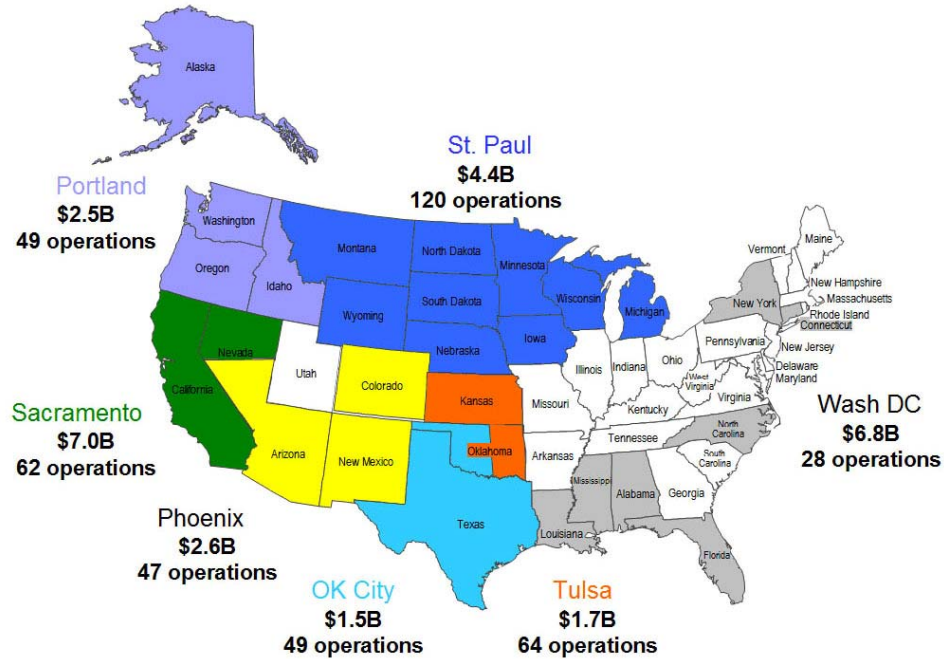 Alaska
St. Paul
$4.4B
120 operations
Portland
$2.5B
49 operations
Washington
Oregon
Idaho
Montana
North Dakota
Minnesota
Wisconsin
Michigan
South Dakota
Wyoming
Nebraska
Iowa
Vermont
Maine
New Hampshire
Massachusetts
New York
Rhode Island
Connecticut
Pennsylvania
New Jersey
Delaware
Maryland
Nevada
California
Utah
Colorado
Kansas
Missouri
Illinois
Indiana
Ohio
West
Virginia
Virginia
Kentucky
Sacramento
$7.0B
62 operations
Wash DC
$6.8B
28 operations
Arizona
New Mexico
Oklahoma
Arkansas
Tennessee
North
Carolina
South
Carolina
Mississippi
Alabama
Georgia
Texas
Louisiana
Florida
Phoenix
$2.6B
47 operations
OK City
$1.5B
49 operations
Tulsa
$1.7B
64 operations